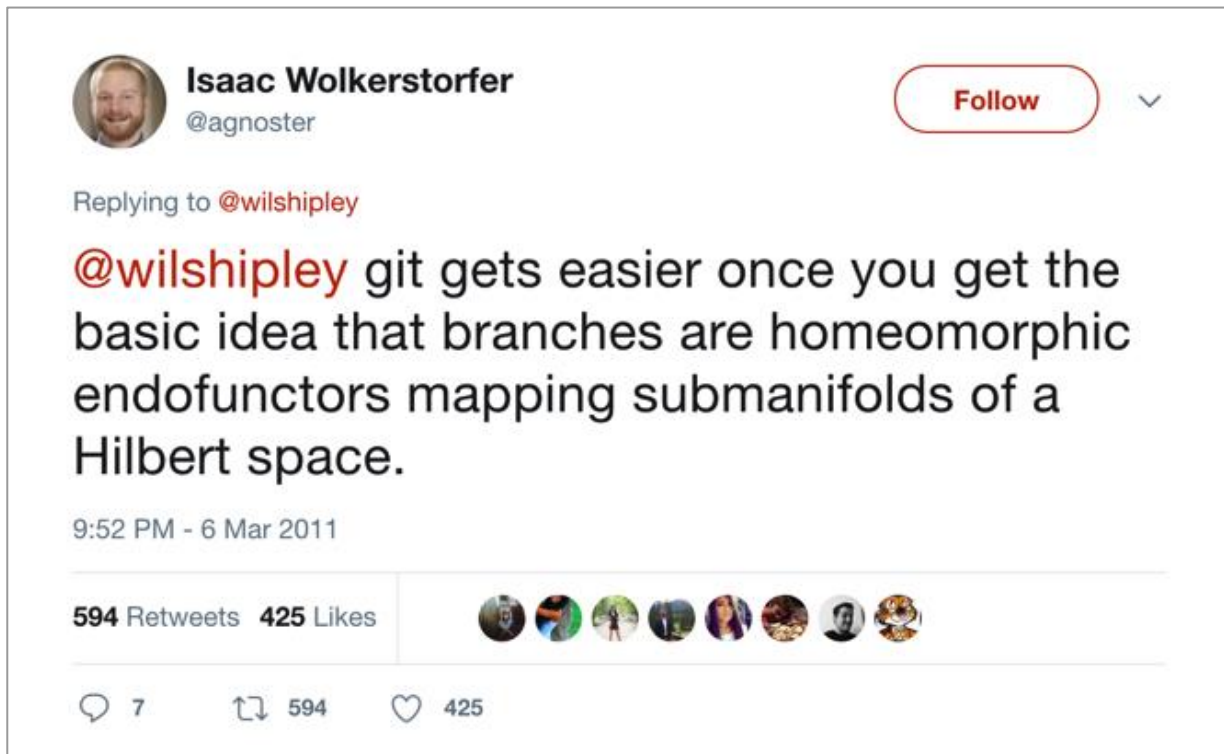 Isaac Wolkerstorfer
@agnoster
Follow
Replying to @wilshipley
@wilshipley git gets easier once you get the
basic idea that branches are homeomorphic
endofunctors mapping submanifolds of a
Hilbert space.
9:52 PM - 6 Mar 2011
594 Retweets 425 Likes
7 594 425